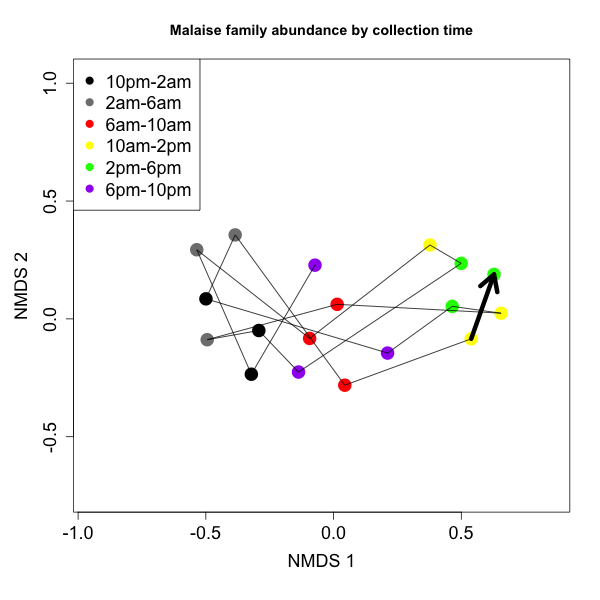 Malaise family abundance by collection time
10pm-2am
2am-6am
6am-10am
10am-2pm
2pm-6pm
6pm-10pm
1.0
0.5
0.0
-0.5
NMDS 2
-1.0 -0.5 0.0 0.5
NMDS 1